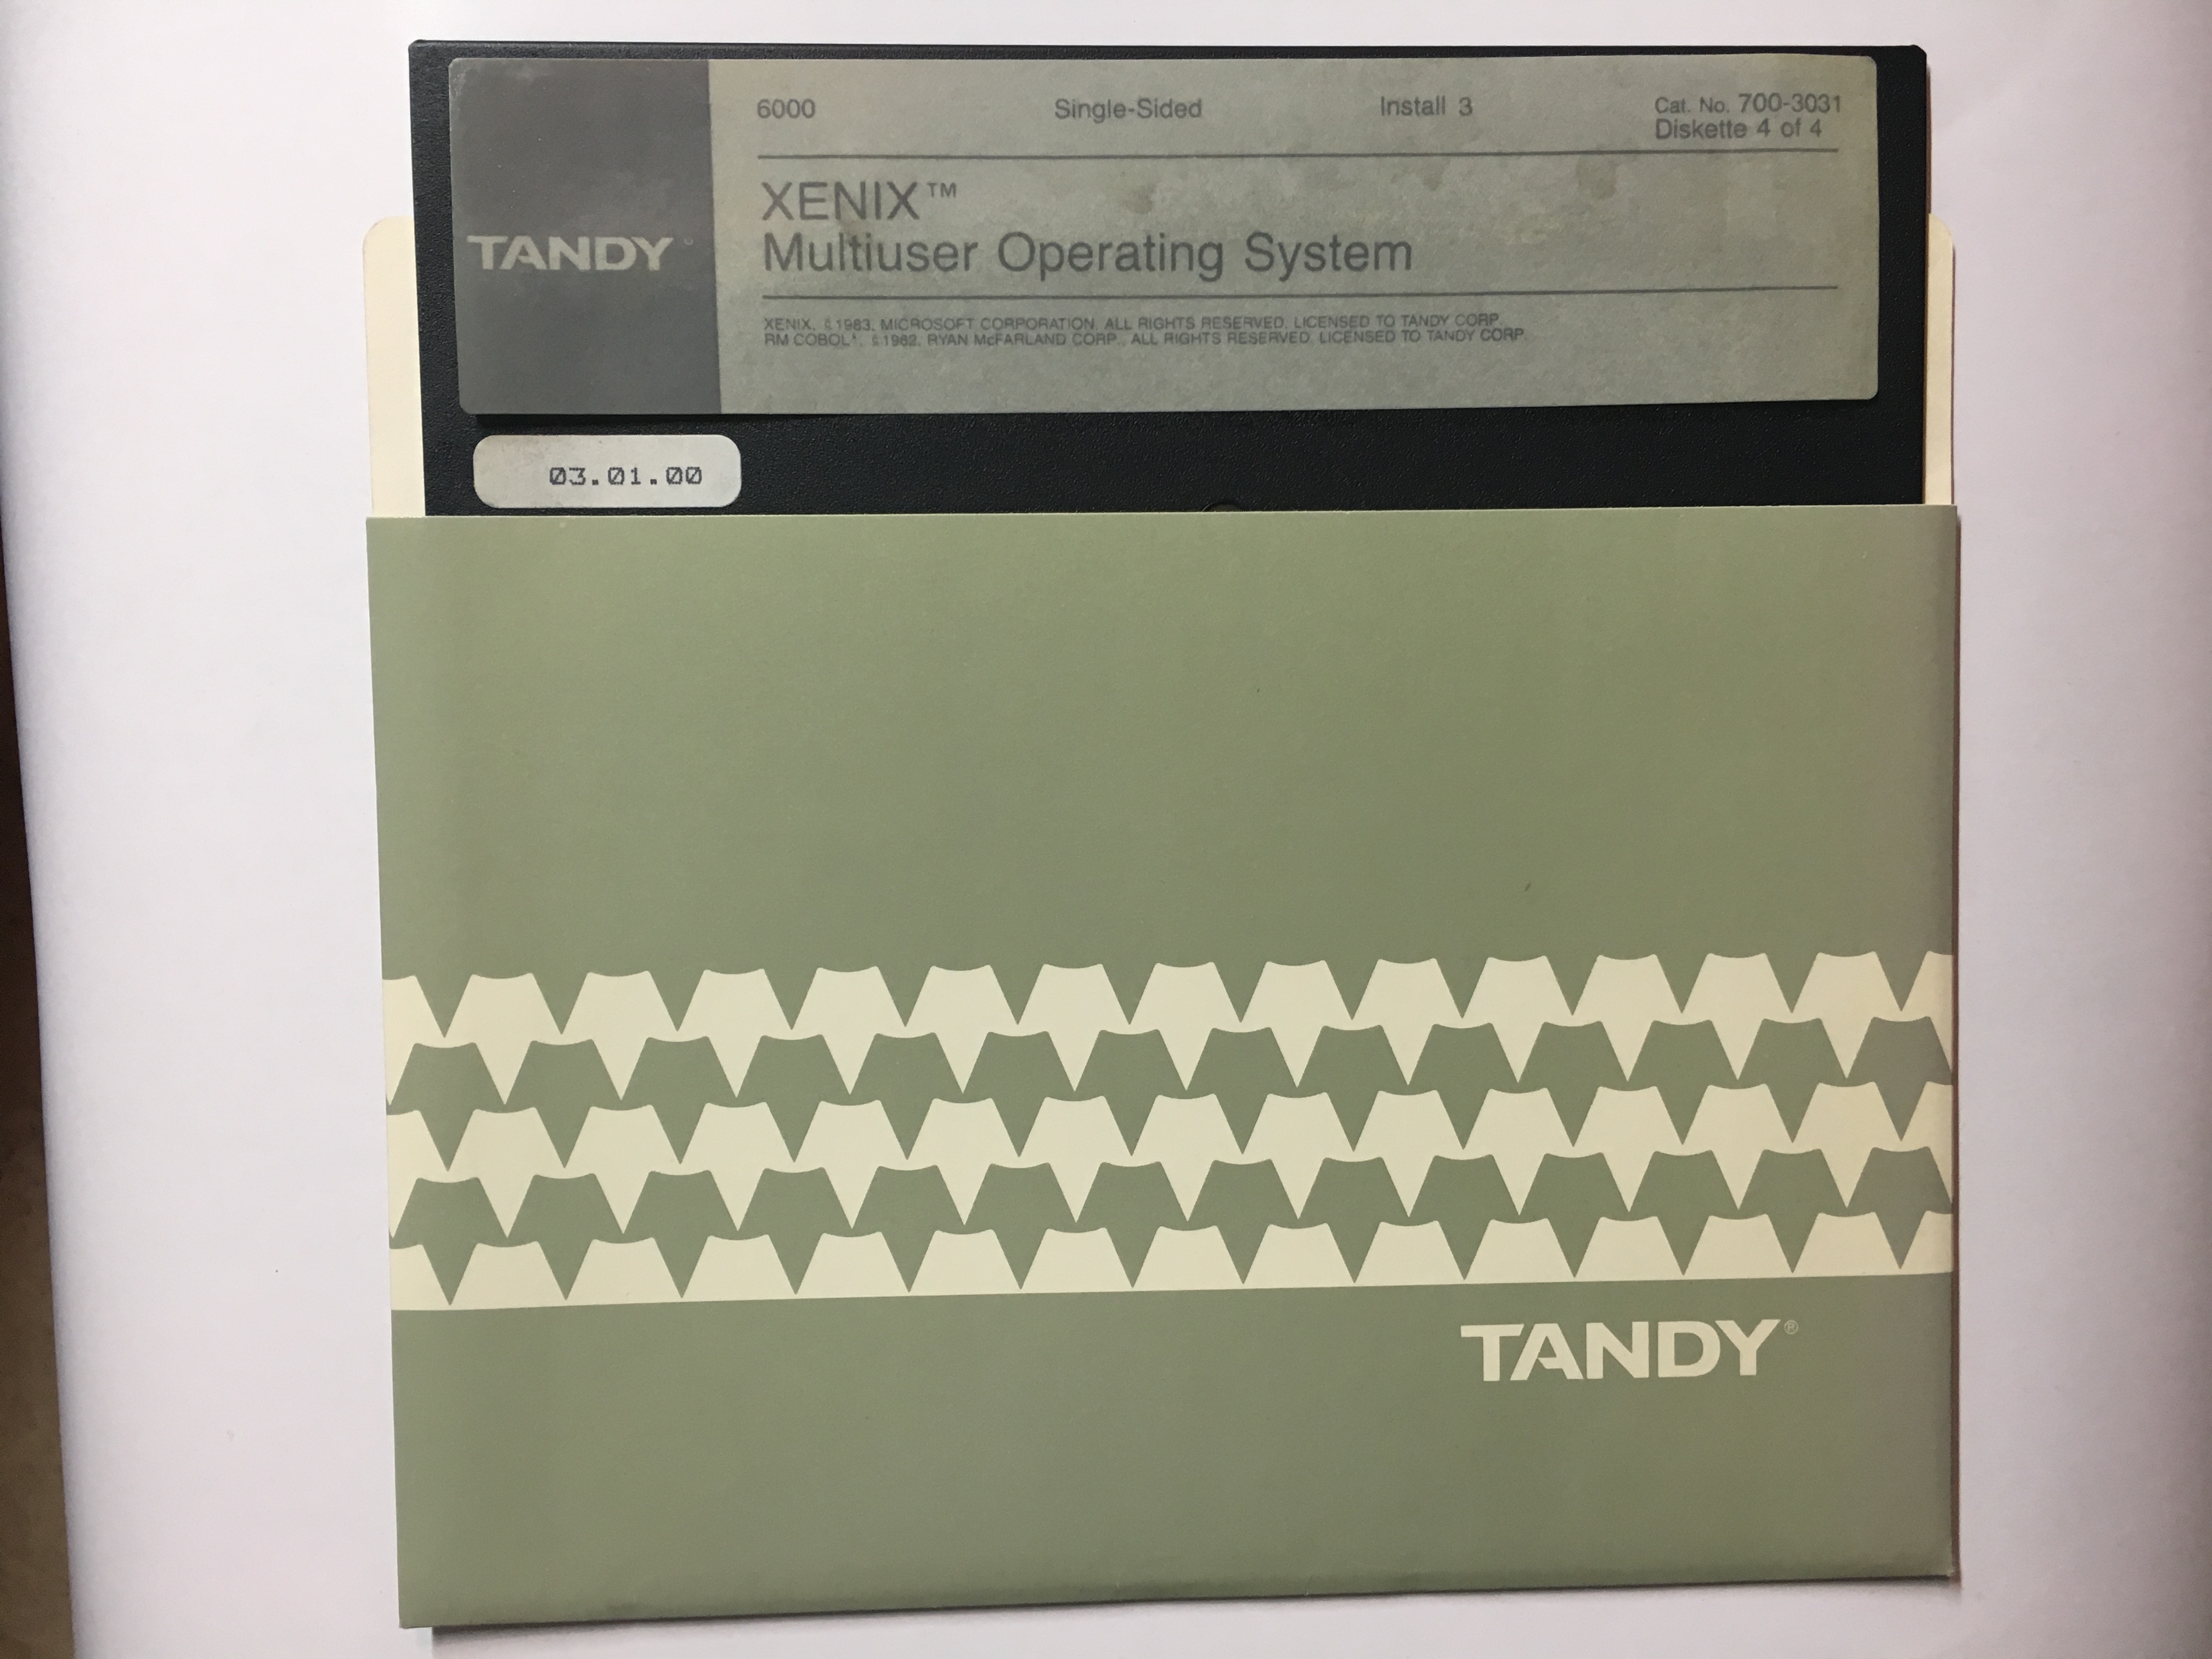 6000 Single-Sided Install 3 Cat. No. 700-3031
Diskette 4 of 4
XENIX™
Multiuser Operating System
TANDY
XENIX, ©1983, MICROSOFT CORPORATION. ALL RIGHTS RESERVED. LICENSED TO TANDY CORP.
RM COBOL*, ©1982, RYAN McFARLAND CORP., ALL RIGHTS RESERVED. LICENSED TO TANDY CORP.
03.01.00
TANDY®